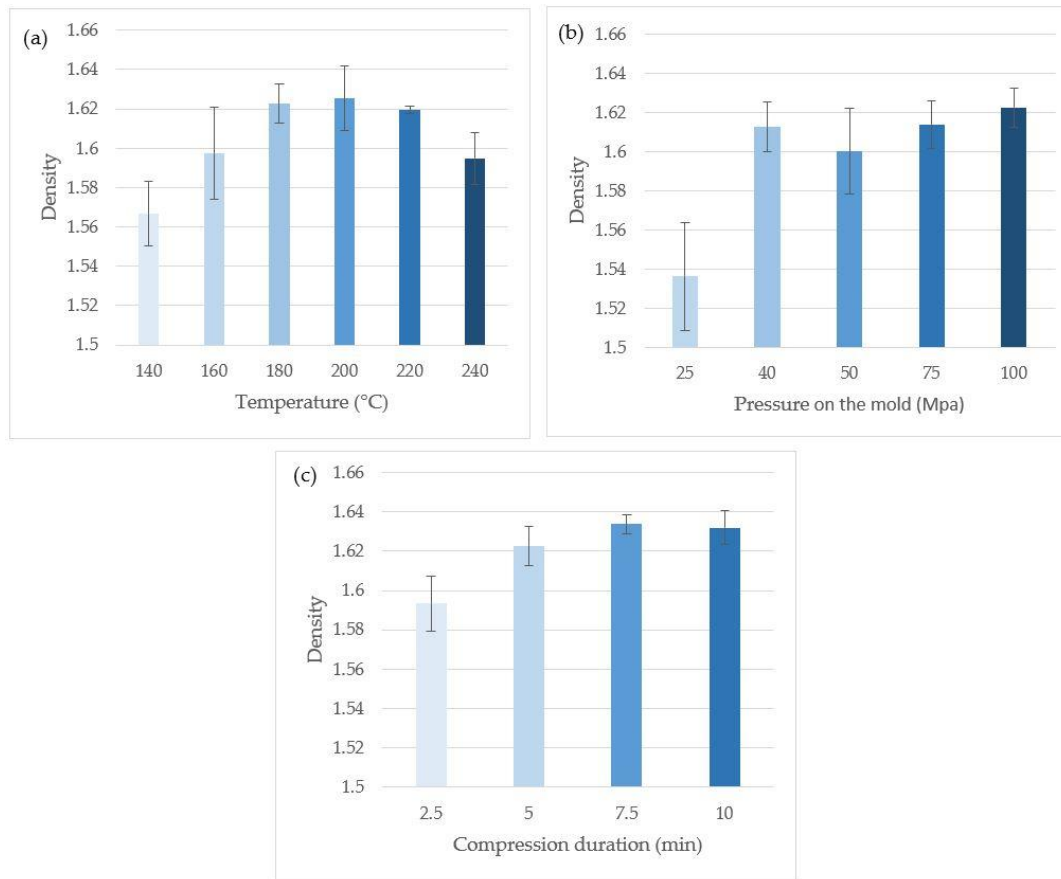 (a)
1.66
1.64
1.62
1.6
1.58
1.56
1.54
1.52
1.5
Density
140 160 180 200 220 240
Temperature (°C)
(b)
1.66
1.64
1.62
1.6
1.58
1.56
1.54
1.52
1.5
Density
25 40 50 75 100
Pressure on the mold (Mpa)
(c)
1.66
1.64
1.62
1.6
1.58
1.56
1.54
1.52
1.5
Density
2.5 5 7.5 10
Compression duration (min)